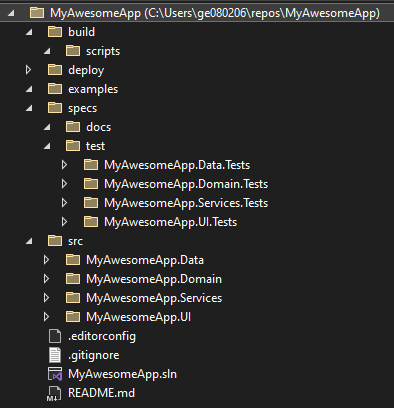 MyAwesomeApp (C:\Users\ge080206\repos\MyAwesomeApp)
build
scripts
deploy
examples
specs
docs
test
MyAwesomeApp.Data.Tests
MyAwesomeApp.Domain.Tests
MyAwesomeApp.Services.Tests
MyAwesomeApp.UI.Tests
src
MyAwesomeApp.Data
MyAwesomeApp.Domain
MyAwesomeApp.Services
MyAwesomeApp.UI
.editorconfig
.gitignore
MyAwesomeApp.sln
README.md